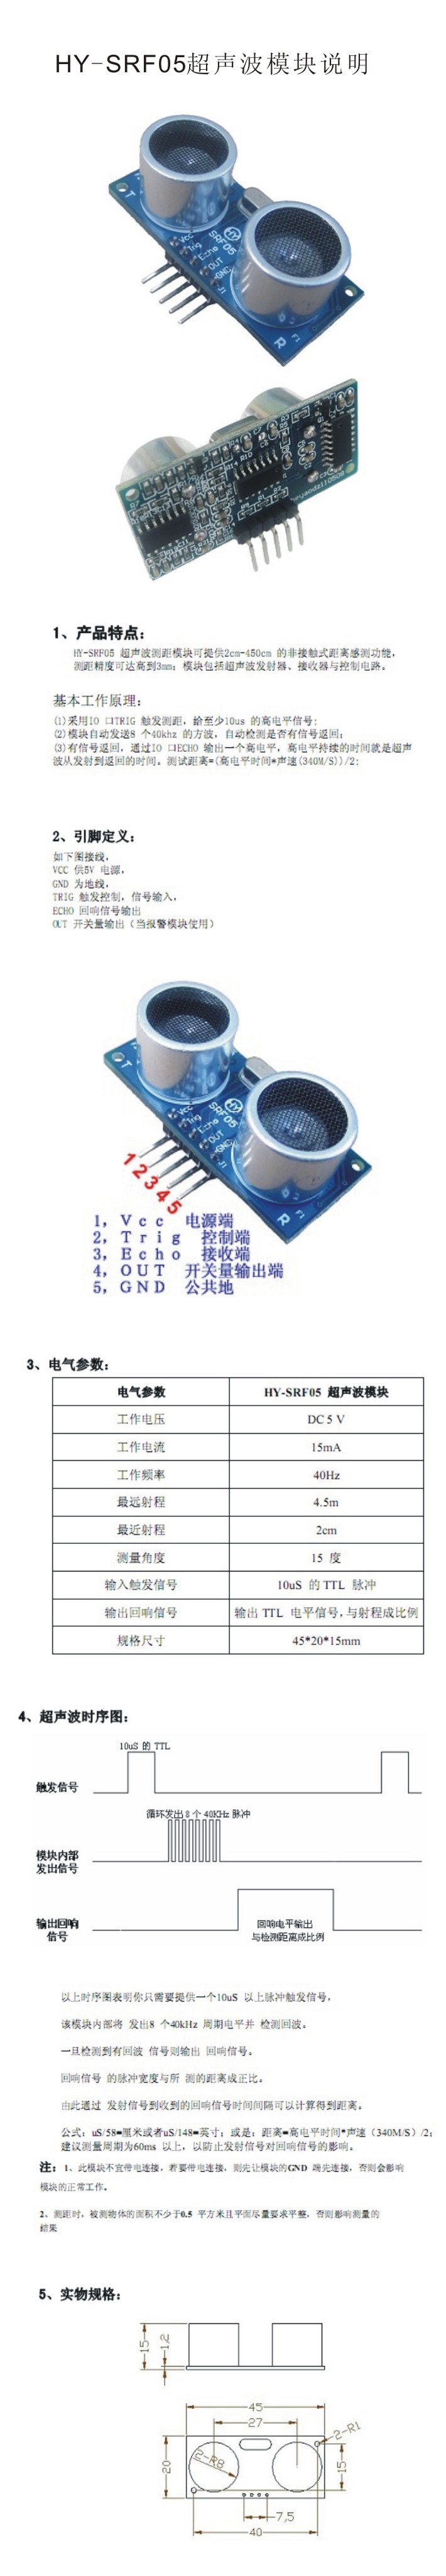 HY-SRF05超声波模块说明
T
Vcc
Trig
Echo
OUT
GND
SRF05
HY
J1
R
1、产品特点:
HY-SRF05 超声波测距模块可提供2cm-450cm 的非接触式距离感测功能，
测距精度可达高到3mm；模块包括超声波发射器、接收器与控制电路。
基本工作原理:
(1)采用IO 口TRIG 触发测距，给至少10us 的高电平信号;
(2)模块自动发送8 个40khz 的方波，自动检测是否有信号返回;
(3)有信号返回，通过IO 口ECHO 输出一个高电平，高电平持续的时间就是超声
波从发射到返回的时间。测试距离=(高电平时间*声速(340M/S))/2;
2、引脚定义:
如下图接线，
VCC 供5V 电源，
GND 为地线，
TRIG 触发控制，信号输入，
ECHO 回响信号输出
OUT 开关量输出（当报警模块使用）
T
Vcc
Trig
Echo
OUT
GND
SRF05
HY
J1
R
1 2 3 4 5
1, Vcc 电源端
2, Trig 控制端
3, Echo 接收端
4, OUT 开关量输出端
5, GND 公共地
3、电气参数:
电气参数 HY-SRF05 超声波模块
工作电压 DC 5 V
工作电流 15mA
工作频率 40Hz
最远射程 4.5m
最近射程 2cm
测量角度 15 度
输入触发信号 10uS 的 TTL 脉冲
输出回响信号 输出 TTL 电平信号,与射程成比例
规格尺寸 45*20*15mm
4、超声波时序图:
10uS 的 TTL
触发信号
循环发出 8 个 40KHz 脉冲
模块内部
发出信号
输出回响
信号
回响电平输出
与检测距离成比例
以上时序图表明你只需要提供一个10uS 以上脉冲触发信号，
该模块内部将 发出8 个40kHz 周期电平并 检测回波。
一旦检测到有回波 信号则输出 回响信号。
回响信号 的脉冲宽度与所 测的距离成正比。
由此通过 发射信号到收到的回响信号时间间隔可以计算得到距离。
公式：uS/58=厘米或者uS/148=英寸；或是：距离=高电平时间*声速（340M/S）/2;
建议测量周期为60ms 以上，以防止发射信号对回响信号的影响。
注: 1、此模块不宜带电连接，若要带电连接，则先让模块的GND 端先连接，否则会影响
模块的正常工作。
2、测距时，被测物体的面积不少于0.5 平方米且平面尽量要求平整，否则影响测量的
结果
5、实物规格:
15
1,2
45
27
2-R1
2-R8
20
15
7,5
40